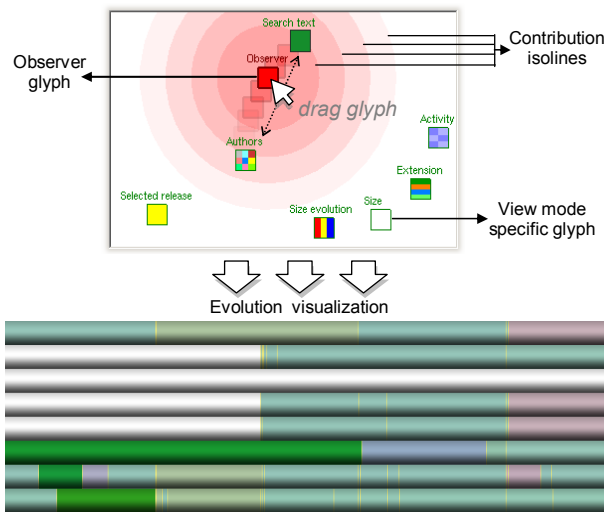 Search text
Observer
glyph
Observer
Contribution
isolines
drag glyph
Activity
Authors
Extension
Selected release
Size evolution
Size
View mode
specific glyph
Evolution visualization